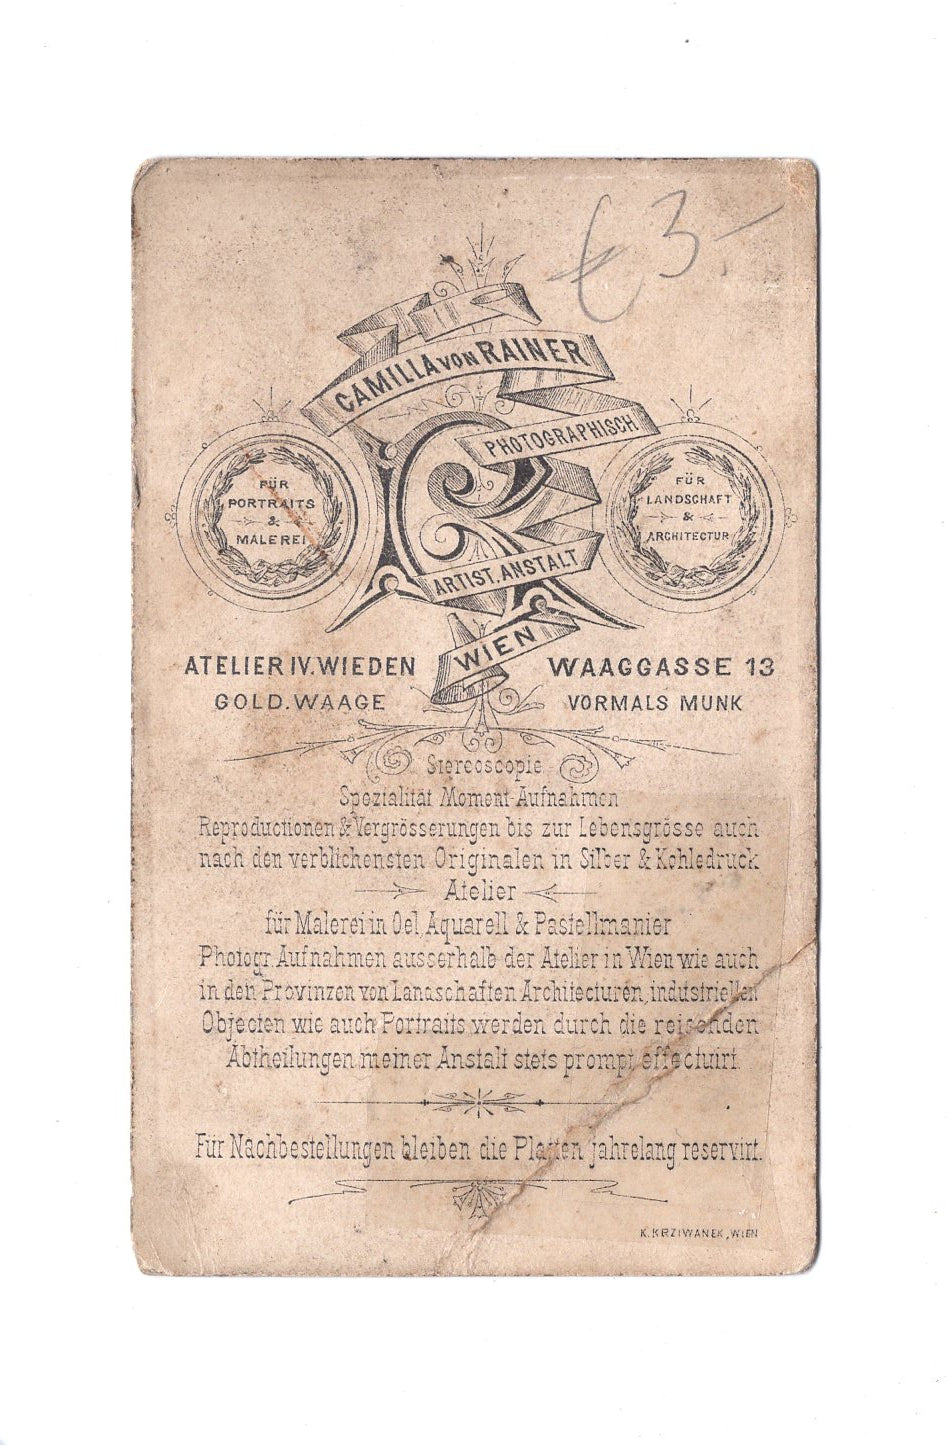 € 3-
CAMILLA VON RAINER
PHOTOGRAPHISCH
ARTIST. ANSTALT
WIEN
FÜR
PORTRAITS
&
MALEREI
FÜR
LANDSCHAFT
&
ARCHITECTUR
ATELIER IV. WIEDEN WAAGGASSE 13
GOLD. WAAGE VORMALS MUNK
Stereoscopie
Spezialität Moment-Aufnahmen
Reproductionen & Vergrösserungen bis zur Lebensgrösse auch
nach den verblichensten Originalen in Silber & Kohledruck
Atelier
für Malerei in Oel, Aquarell & Pastellmanier
Photogr. Aufnahmen ausserhalb der Atelier in Wien wie auch
in den Provinzen von Landschaften Architecturen, industriellen
Objecten wie auch Portraits werden durch die reisenden
Abtheilungen meiner Anstalt stets prompt effectuirt.
Für Nachbestellungen bleiben die Platten jahrelang reservirt.
K. KRZIWANEK, WIEN